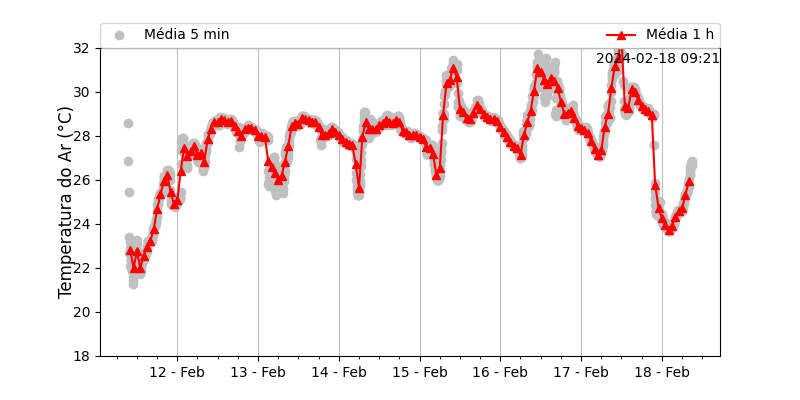 Média 5 min
Média 1 h
2024-02-18 09:21
Temperatura do Ar (°C)
32
30
28
26
24
22
20
18
12 - Feb
13 - Feb
14 - Feb
15 - Feb
16 - Feb
17 - Feb
18 - Feb